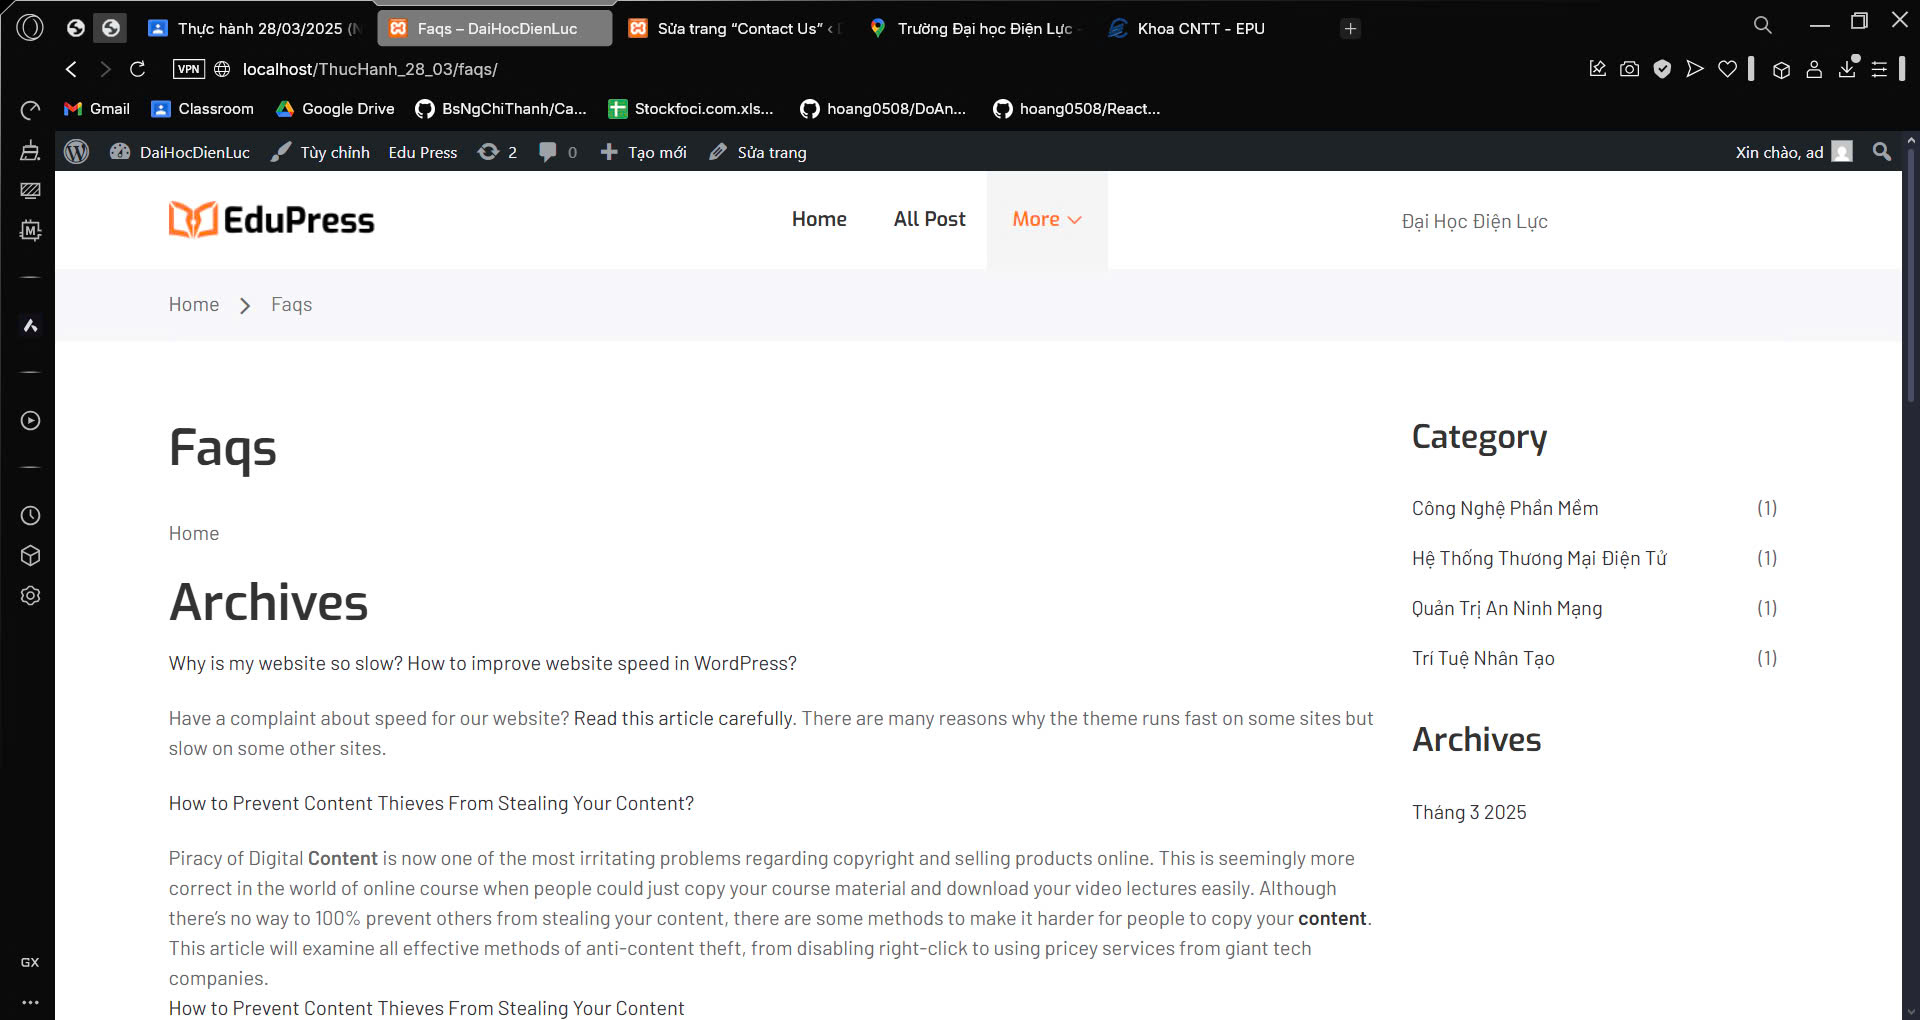 Thực hành 28/03/2025 (
Faqs – DaiHocDienLuc
Sửa trang “Contact Us” ‹
Trường Đại học Điện Lực -
Khoa CNTT - EPU
VPN
localhost/ThucHanh_28_03/faqs/
Gmail
Classroom
Google Drive
BsNgChiThanh/Ca...
Stockfoci.com.xls...
hoang0508/DoAn...
hoang0508/React...
DaiHocDienLuc
Tùy chỉnh
Edu Press
2
0
Tạo mới
Sửa trang
Xin chào, ad
EduPress
Home
All Post
More
Đại Học Điện Lực
Home
Faqs
Faqs
Home
Archives
Why is my website so slow? How to improve website speed in WordPress?
Have a complaint about speed for our website? Read this article carefully. There are many reasons why the theme runs fast on some sites but
slow on some other sites.
How to Prevent Content Thieves From Stealing Your Content?
Piracy of Digital Content is now one of the most irritating problems regarding copyright and selling products online. This is seemingly more
correct in the world of online course when people could just copy your course material and download your video lectures easily. Although
there’s no way to 100% prevent others from stealing your content, there are some methods to make it harder for people to copy your content.
This article will examine all effective methods of anti-content theft, from disabling right-click to using pricey services from giant tech
companies.
How to Prevent Content Thieves From Stealing Your Content
Category
Công Nghệ Phần Mềm (1)
Hệ Thống Thương Mại Điện Tử (1)
Quản Trị An Ninh Mạng (1)
Trí Tuệ Nhân Tạo (1)
Archives
Tháng 3 2025
M
GX